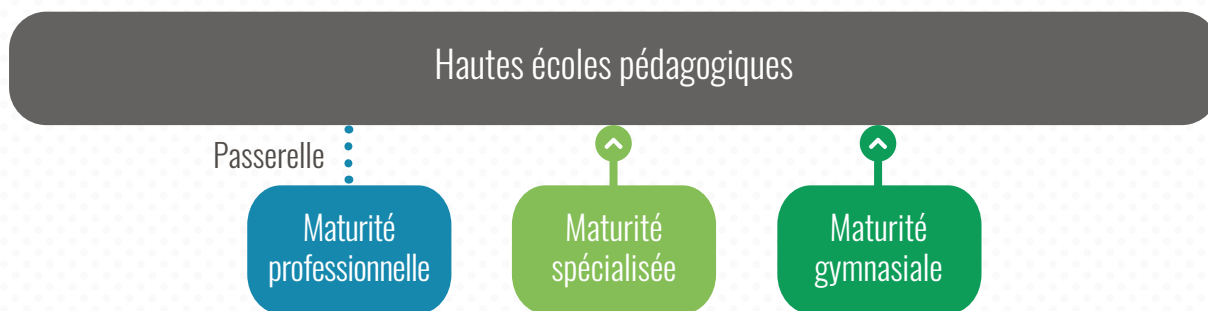 Hautes écoles pédagogiques
Passerelle
Maturité
professionnelle
Maturité
spécialisée
Maturité
gymnasiale